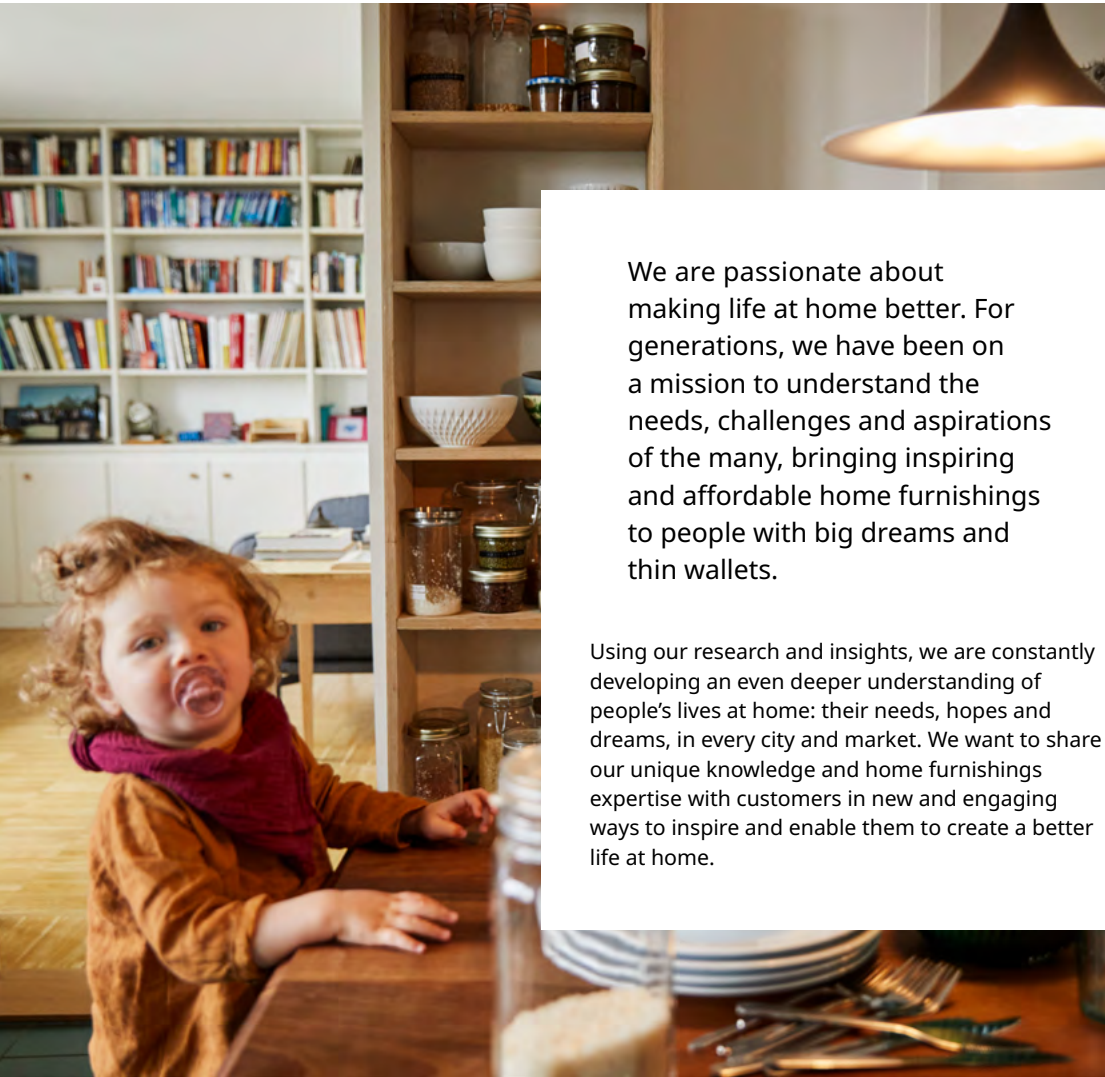 We are passionate about
making life at home better. For
generations, we have been on
a mission to understand the
needs, challenges and aspirations
of the many, bringing inspiring
and affordable home furnishings
to people with big dreams and
thin wallets.
Using our research and insights, we are constantly
developing an even deeper understanding of
people’s lives at home: their needs, hopes and
dreams, in every city and market. We want to share
our unique knowledge and home furnishings
expertise with customers in new and engaging
ways to inspire and enable them to create a better
life at home.